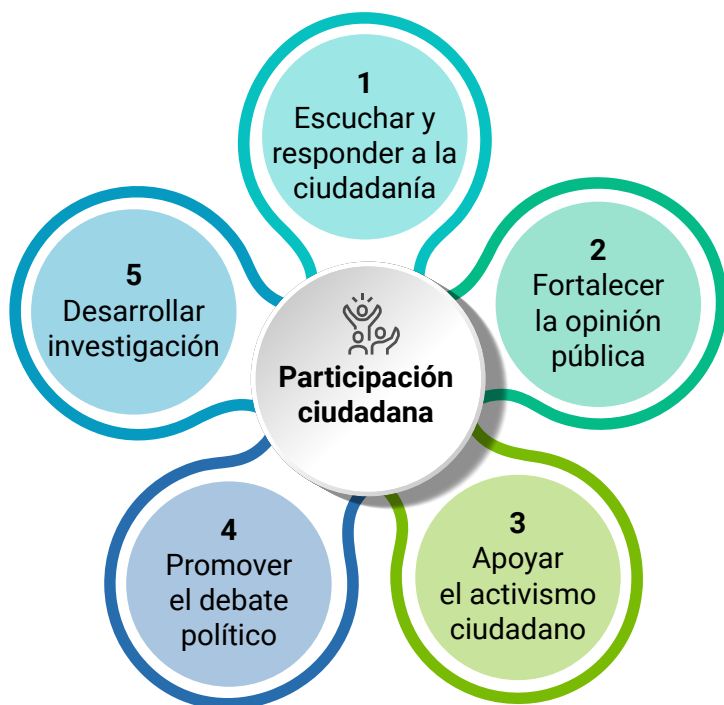 1
Escuchar y
responder a la
ciudadanía
2
Fortalecer
la opinión
pública
3
Apoyar
el activismo
ciudadano
4
Promover
el debate
político
5
Desarrollar
investigación
Participación
ciudadana